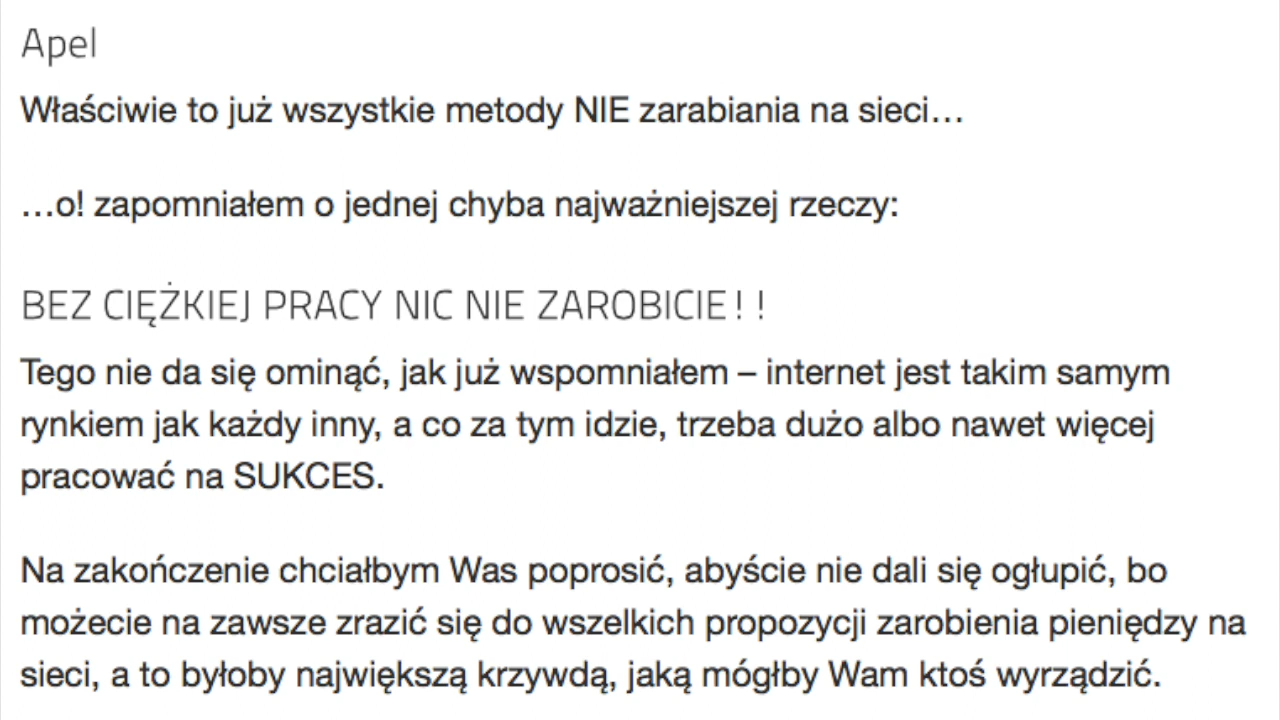 Apel
Właściwie to już wszystkie metody NIE zarabiania na sieci…
…o! zapomniałem o jednej chyba najważniejszej rzeczy:
BEZ CIĘŻKIEJ PRACY NIC NIE ZAROBICIE! !
Tego nie da się ominąć, jak już wspomniałem – internet jest takim samym
rynkiem jak każdy inny, a co za tym idzie, trzeba dużo albo nawet więcej
pracować na SUKCES.
Na zakończenie chciałbym Was poprosić, abyście nie dali się ogłupić, bo
możecie na zawsze zrazić się do wszelkich propozycji zarobienia pieniędzy na
sieci, a to byłoby największą krzywdą, jaką mógłby Wam ktoś wyrządzić.